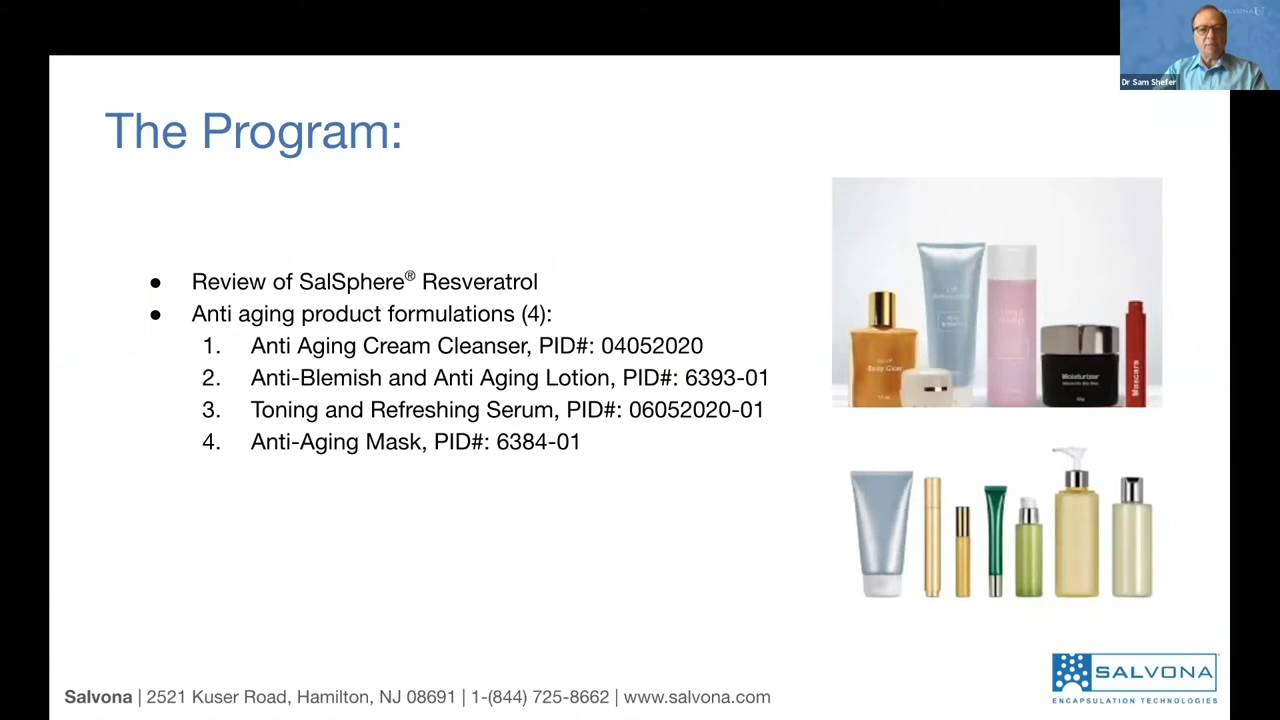 SALVONA
Dr Sam Shefer
The Program:
● Review of SalSphere® Resveratrol
● Anti aging product formulations (4):
1. Anti Aging Cream Cleanser, PID#: 04052020
2. Anti-Blemish and Anti Aging Lotion, PID#: 6393-01
3. Toning and Refreshing Serum, PID#: 06052020-01
4. Anti-Aging Mask, PID#: 6384-01
Body Glow
Moisturizer
Mascara
SALVONA
ENCAPSULATION TECHNOLOGIES
Salvona | 2521 Kuser Road, Hamilton, NJ 08691 | 1-(844) 725-8662 | www.salvona.com